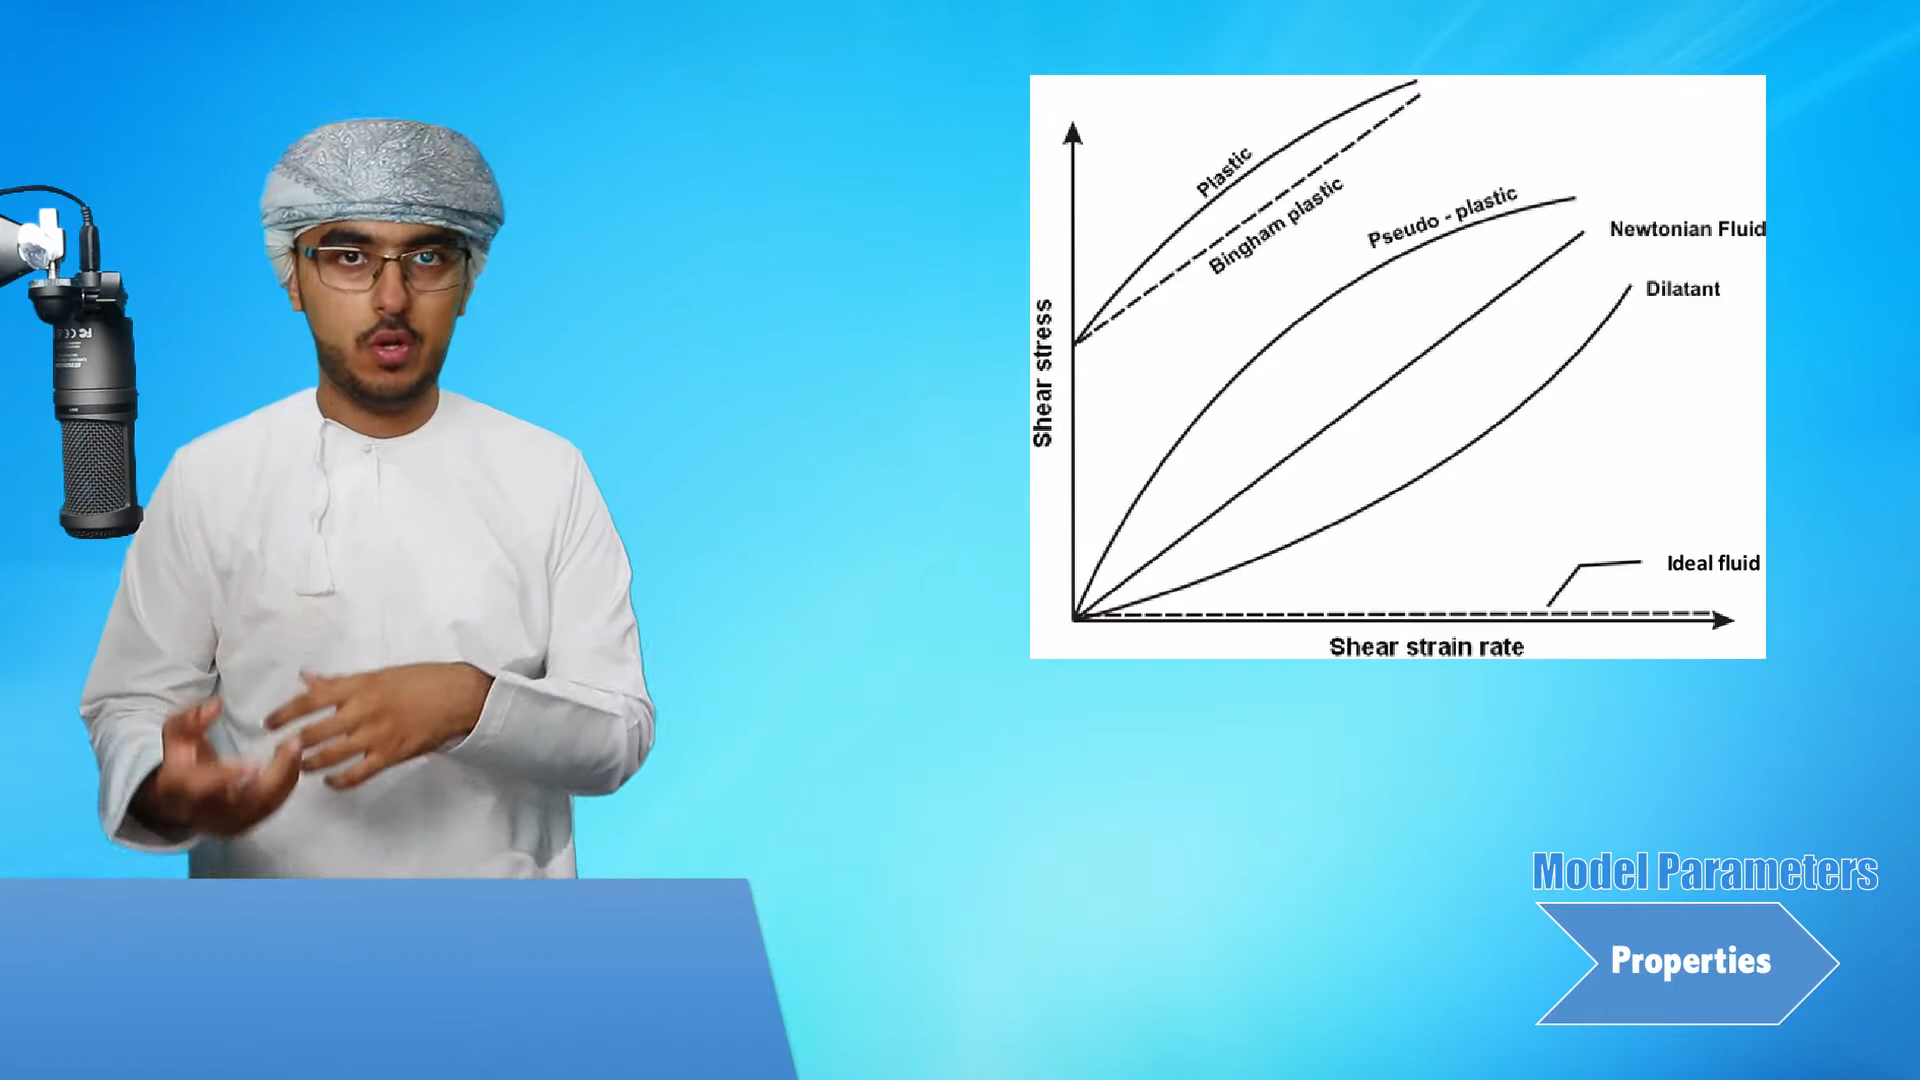 Plastic
Bingham plastic
Pseudo - plastic
Newtonian Fluid
Dilatant
Shear stress
Ideal fluid
Shear strain rate
Model Parameters
Properties